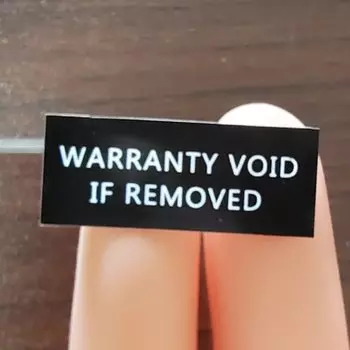 WARRANTY VOID
IF REMOVED